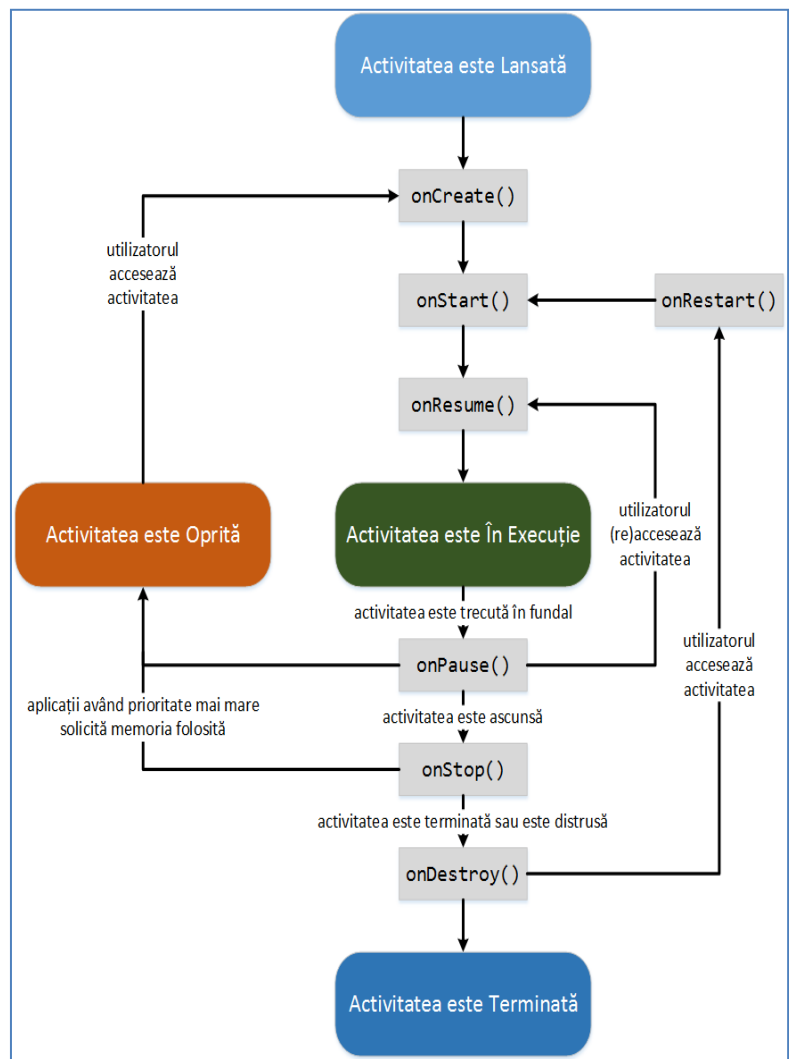 Activitatea este Lansată
onCreate()
utilizatorul
accesează
activitatea
onStart()
onRestart()
onResume()
Activitatea este Oprită
Activitatea este În Execuție
utilizatorul
(re)accesează
activitatea
activitatea este trecută în fundal
onPause()
utilizatorul
accesează
activitatea
aplicații având prioritate mai mare
solicită memoria folosită
activitatea este ascunsă
onStop()
activitatea este terminată sau este distrusă
onDestroy()
Activitatea este Terminată